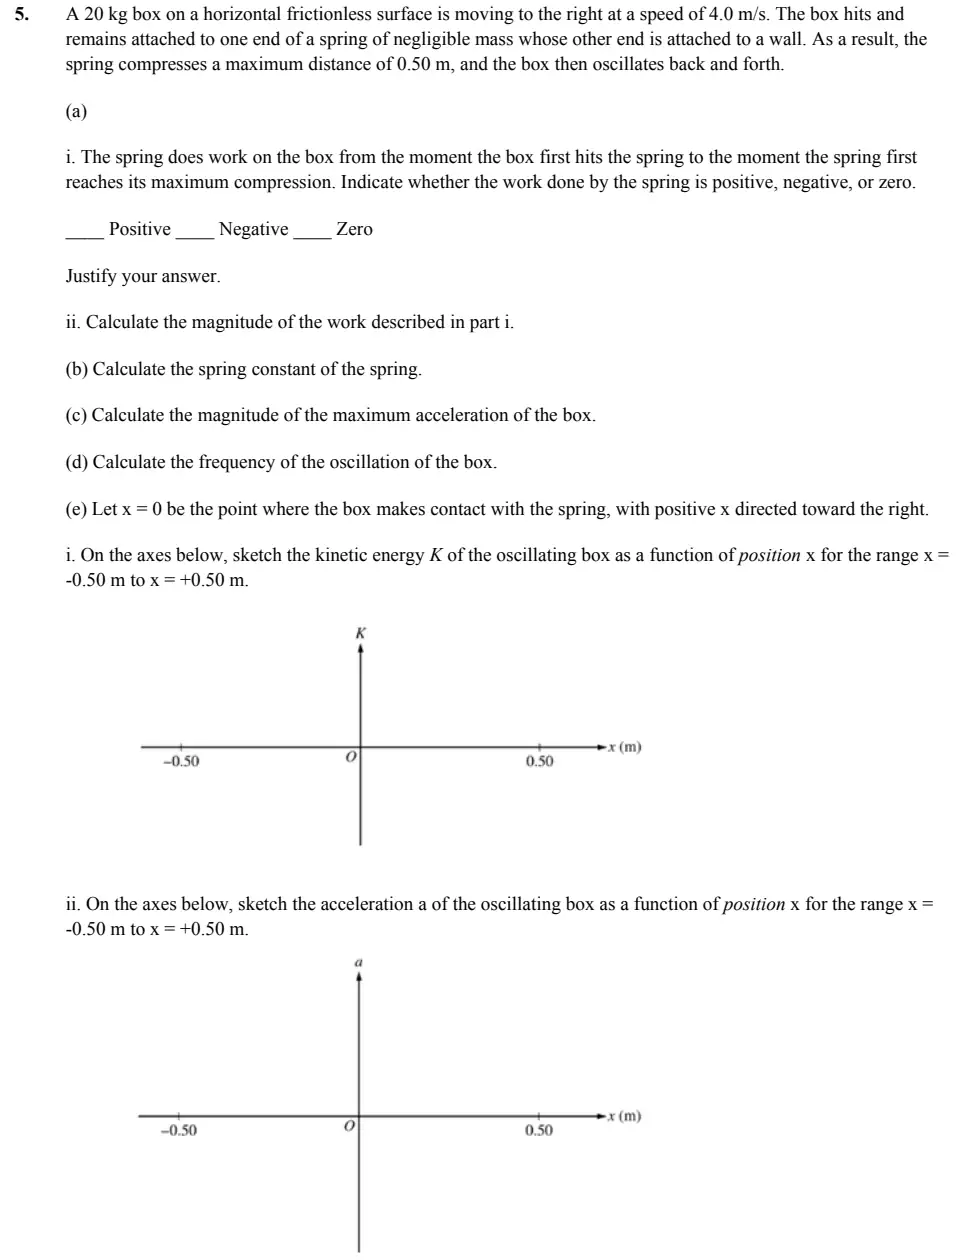 5. A 20 kg box on a horizontal frictionless surface is moving to the right at a speed of 4.0 m/s. The box hits and
remains attached to one end of a spring of negligible mass whose other end is attached to a wall. As a result, the
spring compresses a maximum distance of 0.50 m, and the box then oscillates back and forth.
(a)
i. The spring does work on the box from the moment the box first hits the spring to the moment the spring first
reaches its maximum compression. Indicate whether the work done by the spring is positive, negative, or zero.
____ Positive ____ Negative ____ Zero
Justify your answer.
ii. Calculate the magnitude of the work described in part i.
(b) Calculate the spring constant of the spring.
(c) Calculate the magnitude of the maximum acceleration of the box.
(d) Calculate the frequency of the oscillation of the box.
(e) Let x = 0 be the point where the box makes contact with the spring, with positive x directed toward the right.
i. On the axes below, sketch the kinetic energy K of the oscillating box as a function of position x for the range x =
-0.50 m to x = +0.50 m.
K
x (m)
–0.50 O 0.50
ii. On the axes below, sketch the acceleration a of the oscillating box as a function of position x for the range x =
-0.50 m to x = +0.50 m.
a
x (m)
–0.50 O 0.50